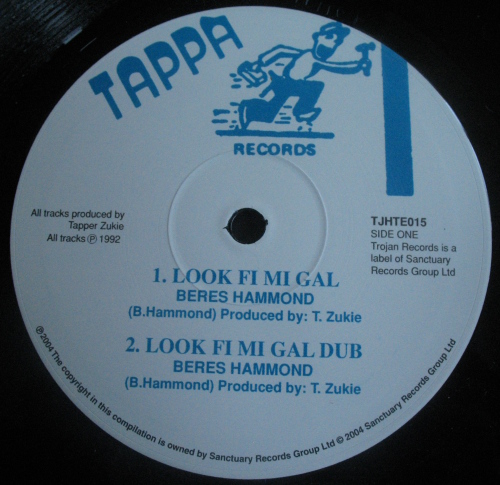 TAPPA
RECORDS
All tracks produced by
Tapper Zukie
All tracks ℗ 1992
TJHTE015
SIDE ONE
Trojan Records is a
label of Sanctuary
Records Group Ltd
1. LOOK FI MI GAL
BERES HAMMOND
(B.Hammond) Produced by: T. Zukie
2. LOOK FI MI GAL DUB
BERES HAMMOND
(B.Hammond) Produced by: T. Zukie
℗2004 The copyright in this compilation is owned by Sanctuary Records Group Ltd © 2004 Sanctuary Records Group Ltd